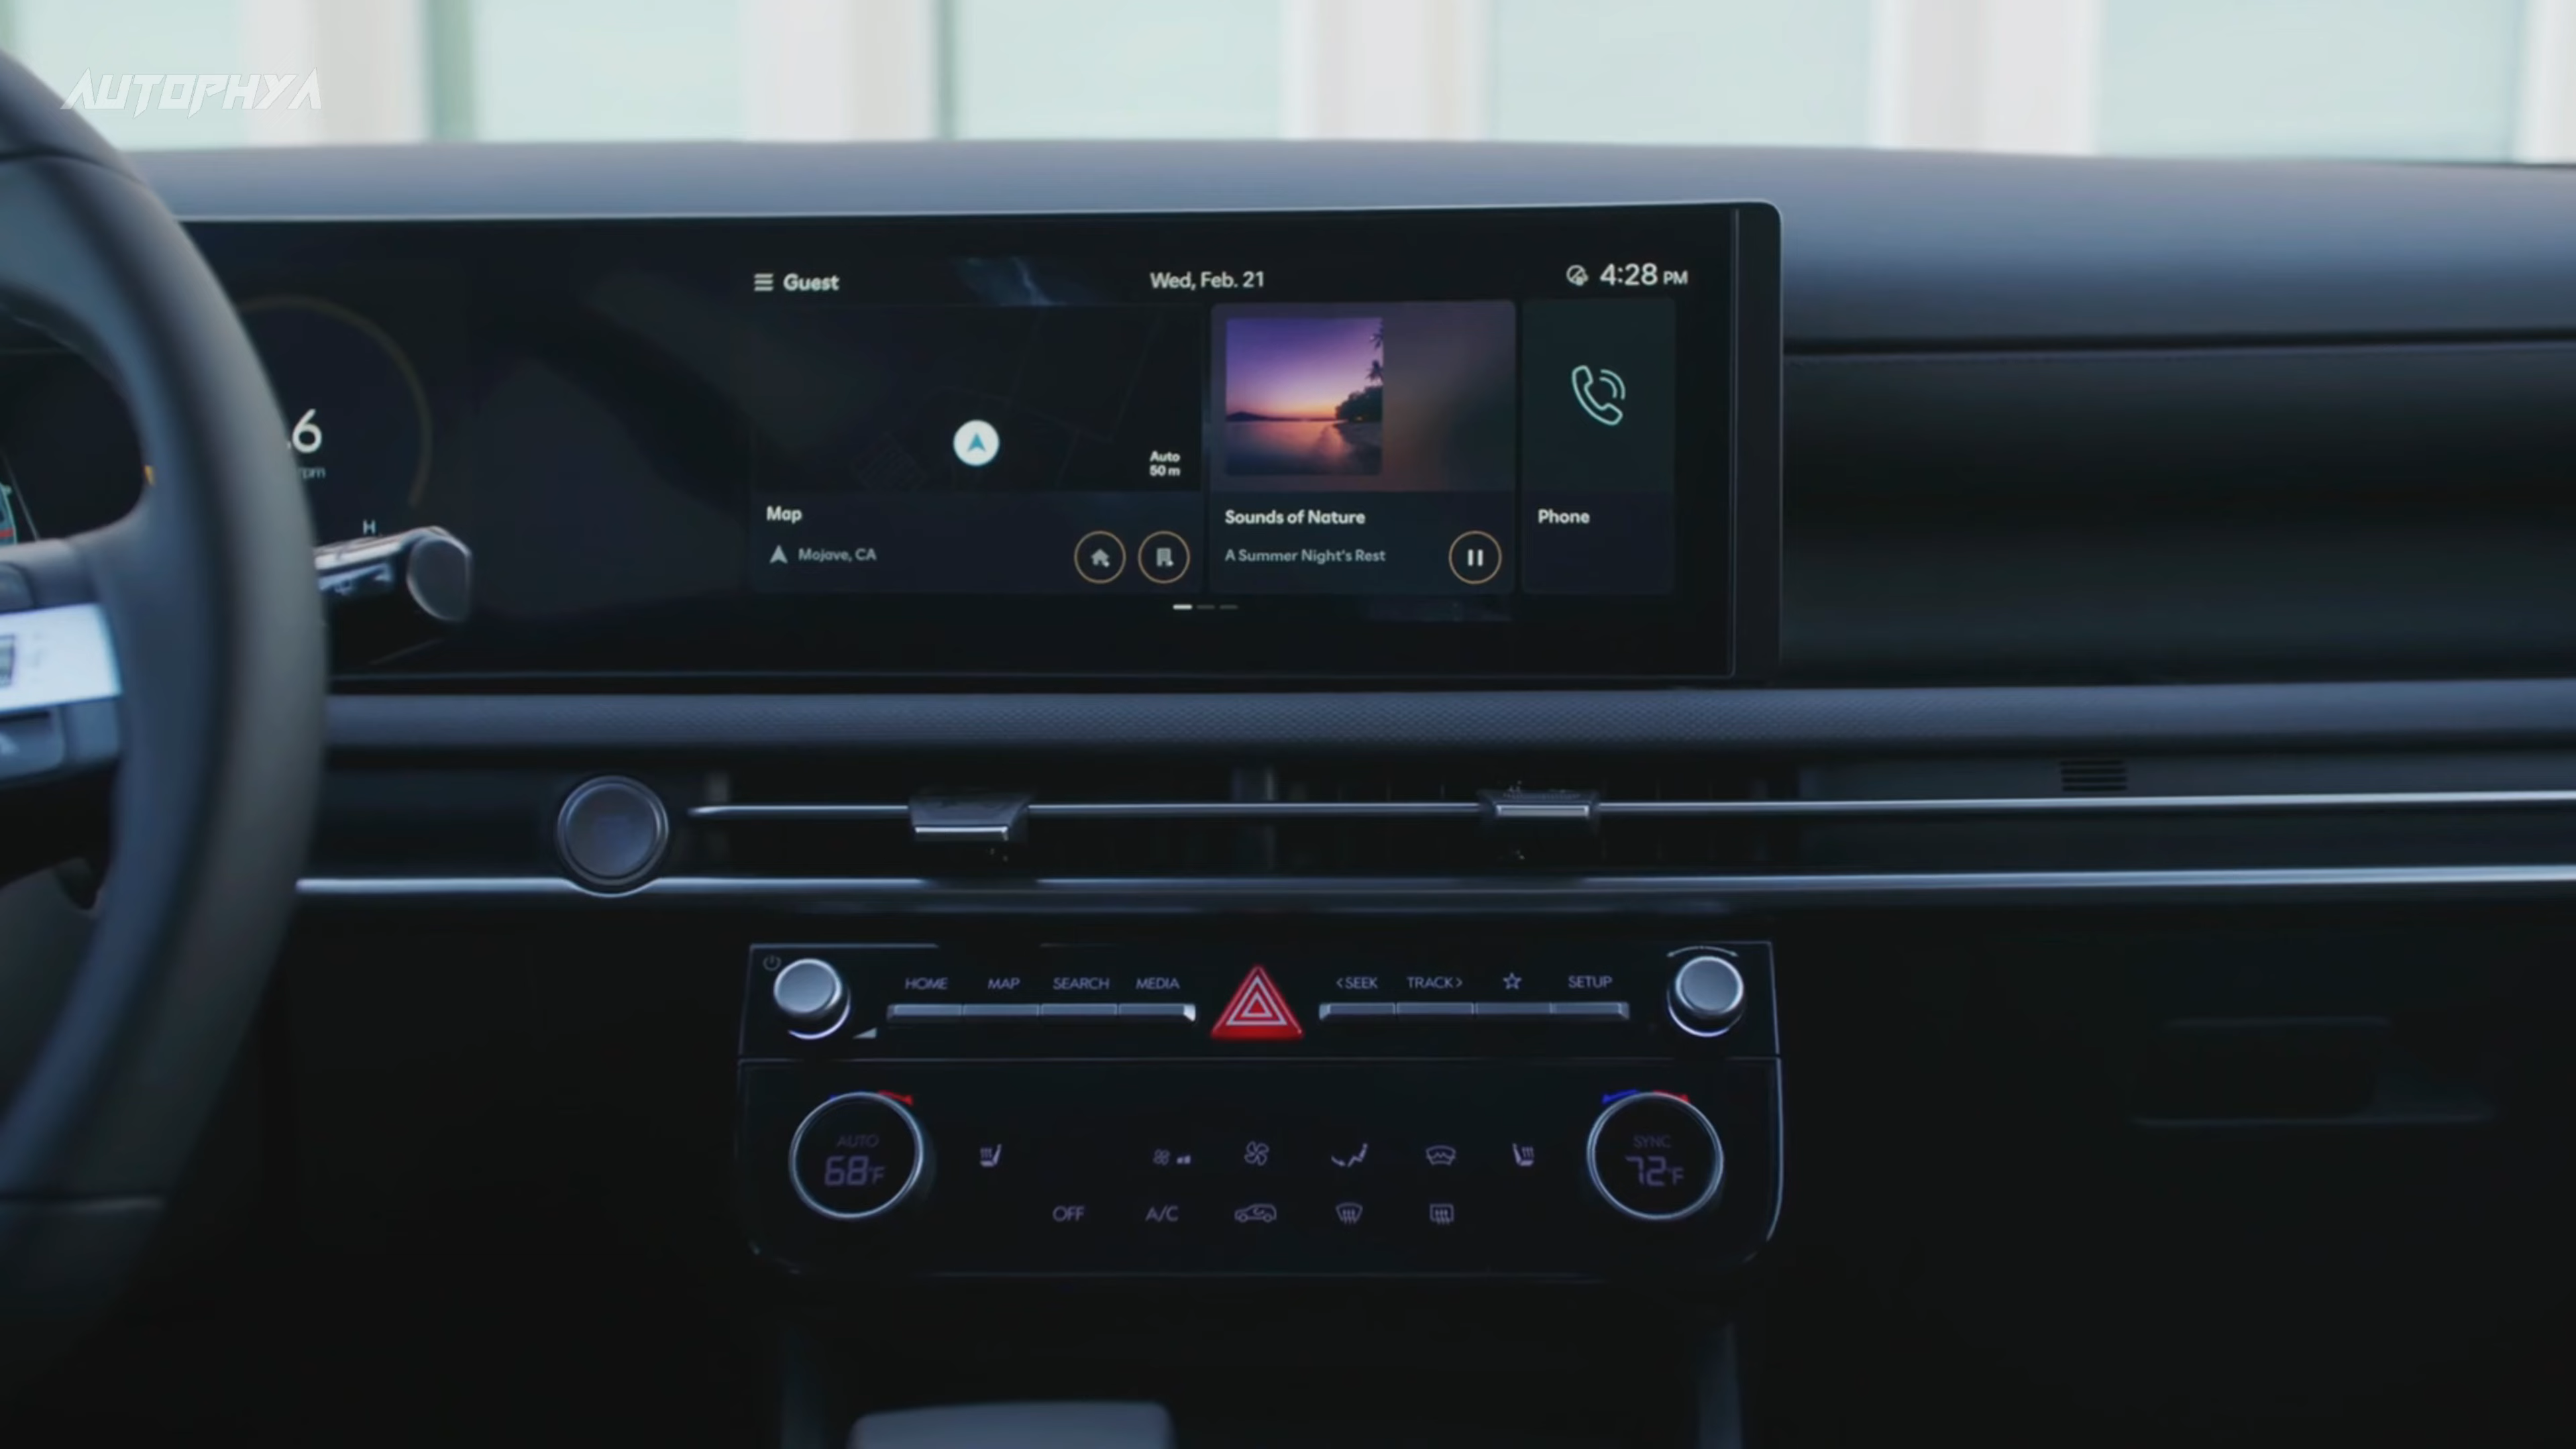 AUTOPHYA
Guest
Wed, Feb. 21
4:28 PM
6
rpm
H
Auto
50 m
Map
Mojave, CA
Sounds of Nature
A Summer Night's Rest
Phone
HOME MAP SEARCH MEDIA
<SEEK TRACK> SETUP
AUTO
68°F
SYNC
72°F
OFF A/C